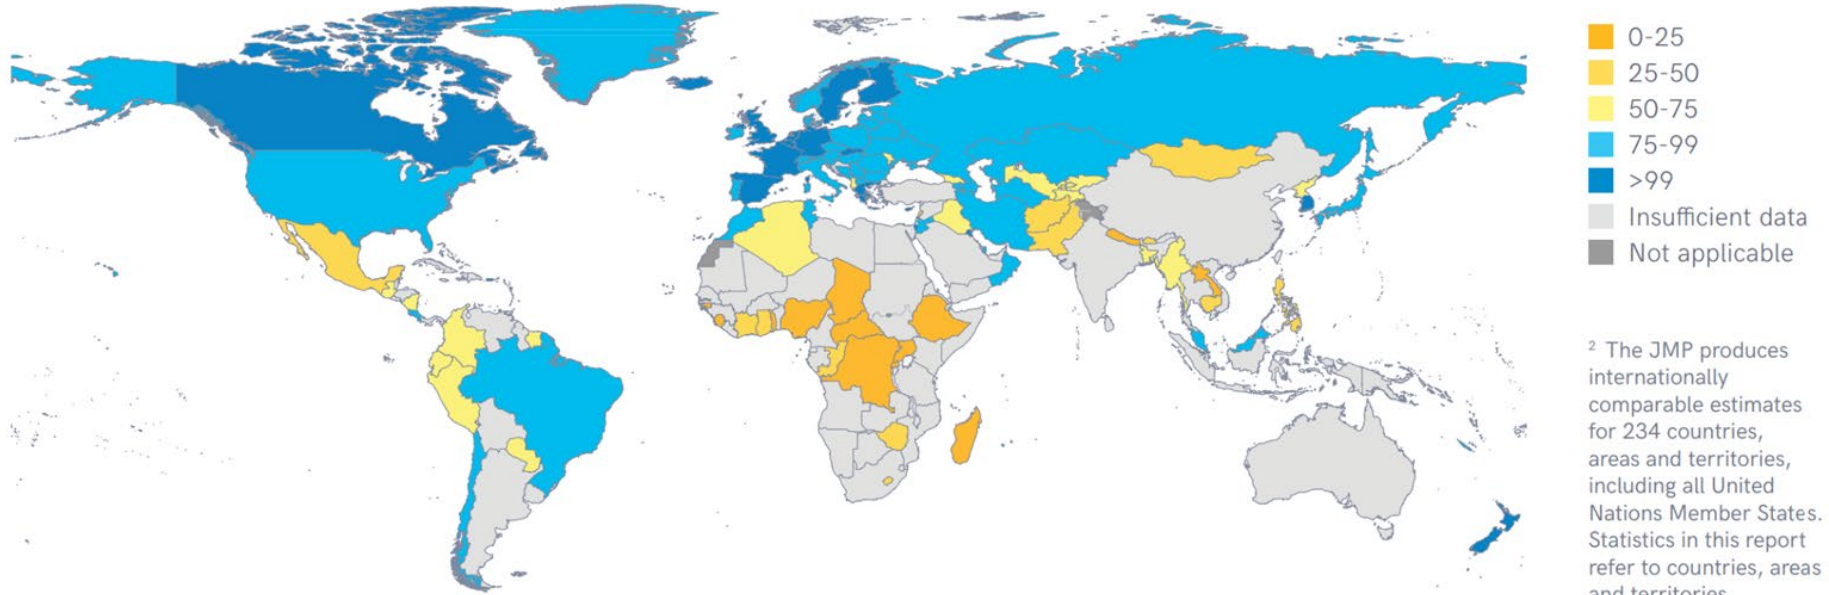 0-25
25-50
50-75
75-99
>99
Insufficient data
Not applicable
² The JMP produces
internationally
comparable estimates
for 234 countries,
areas and territories,
including all United
Nations Member States.
Statistics in this report
refer to countries, areas
and territories